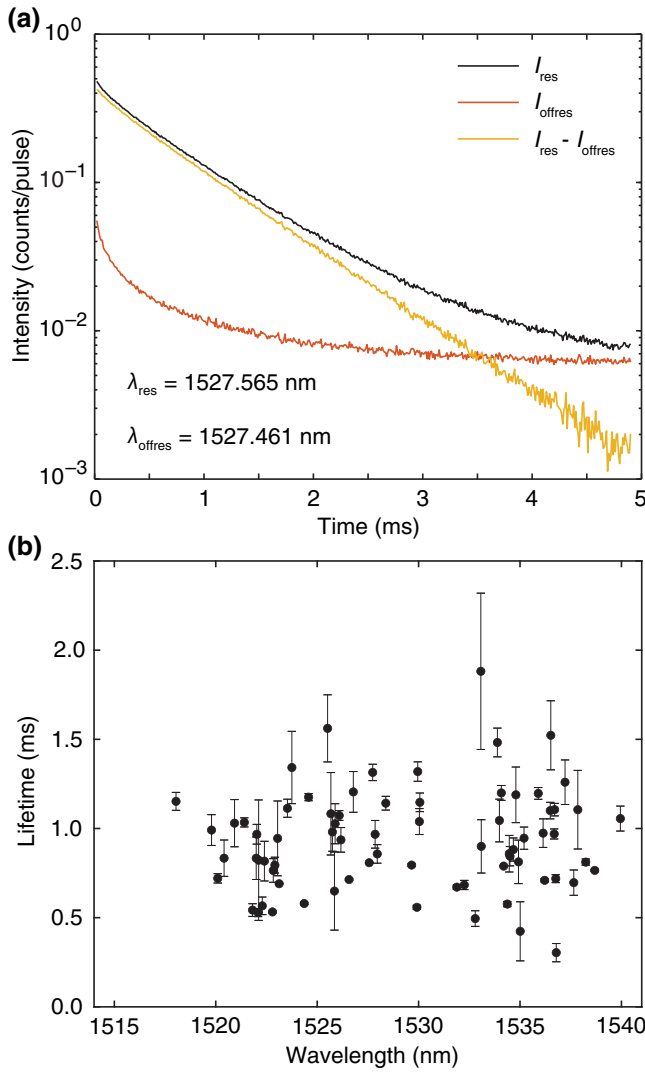 (a)
10⁰
10⁻¹
10⁻²
10⁻³
Intensity (counts/pulse)
I_res
I_offres
I_res - I_offres
λ_res = 1527.565 nm
λ_offres = 1527.461 nm
0 1 2 3 4 5
Time (ms)
(b)
2.5
2.0
1.5
1.0
0.5
0.0
Lifetime (ms)
1515 1520 1525 1530 1535 1540
Wavelength (nm)